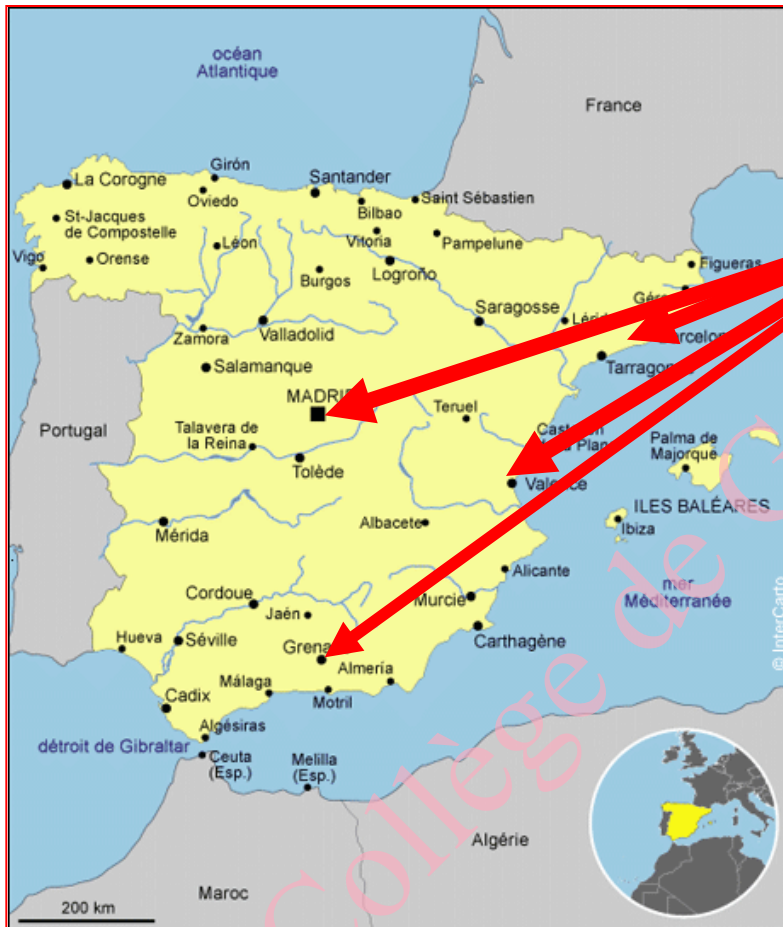 océan
Atlantique
France
La Corogne
Girón
Santander
Oviedo
Bilbao
Saint Sébastien
St-Jacques
de Compostelle
Léon
Vitoria
Pampelune
Vigo
Orense
Burgos
Logroño
Figueras
Saragosse
Zamora
Valladolid
Salamanque
Portugal
Talavera de
la Reina
Tolède
Teruel
Palma de
Majorque
ILES BALÉARES
Ibiza
Mérida
Albacete
Alicante
mer
Méditerranée
Cordoue
Jaén
Murcie
Hueva
Séville
Carthagène
Almería
Málaga
Motril
Cadix
Algésiras
détroit de Gibraltar
Ceuta
(Esp.)
Melilla
(Esp.)
Algérie
Maroc
200 km
© InterCarto
Collège de